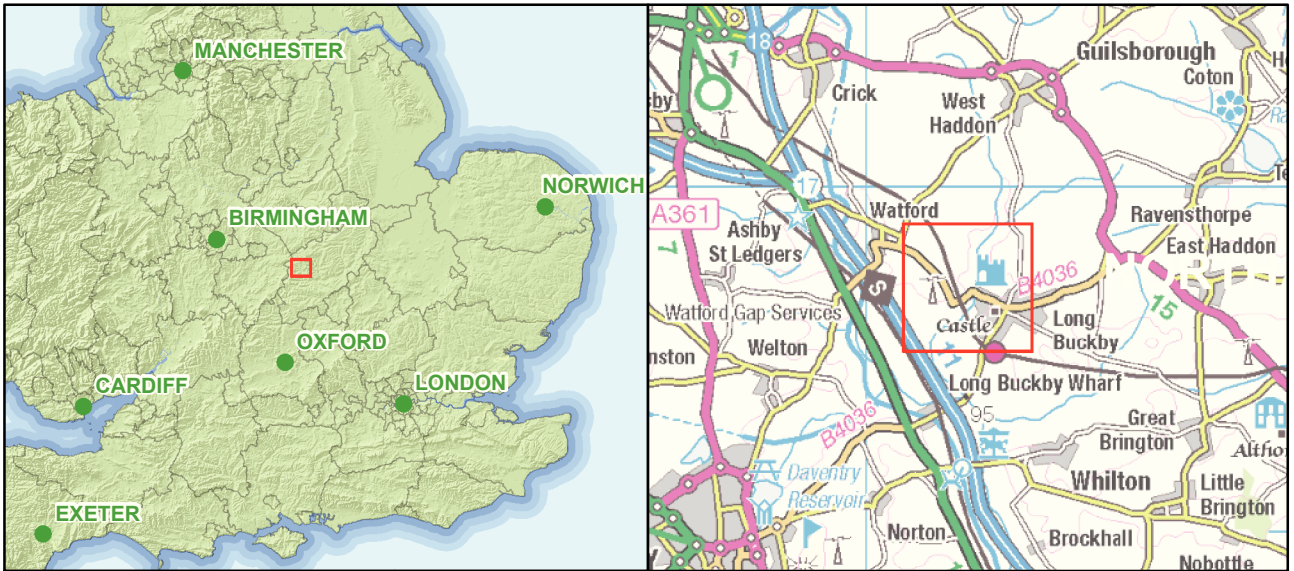 MANCHESTER
NORWICH
BIRMINGHAM
OXFORD
CARDIFF
LONDON
EXETER
18
1
Guilsborough
Coton
Crick
West
Haddon
17
A361
Watford
Ashby
St Ledgers
7
Ravensthorpe
East Haddon
B4036
S
Watford Gap Services
Castle
Long
Buckby
15
Welton
Long Buckby Wharf
95
B4036
Great
Brington
Daventry
Reservoir
Whilton
Little
Brington
Norton
Brockhall
Nobottle